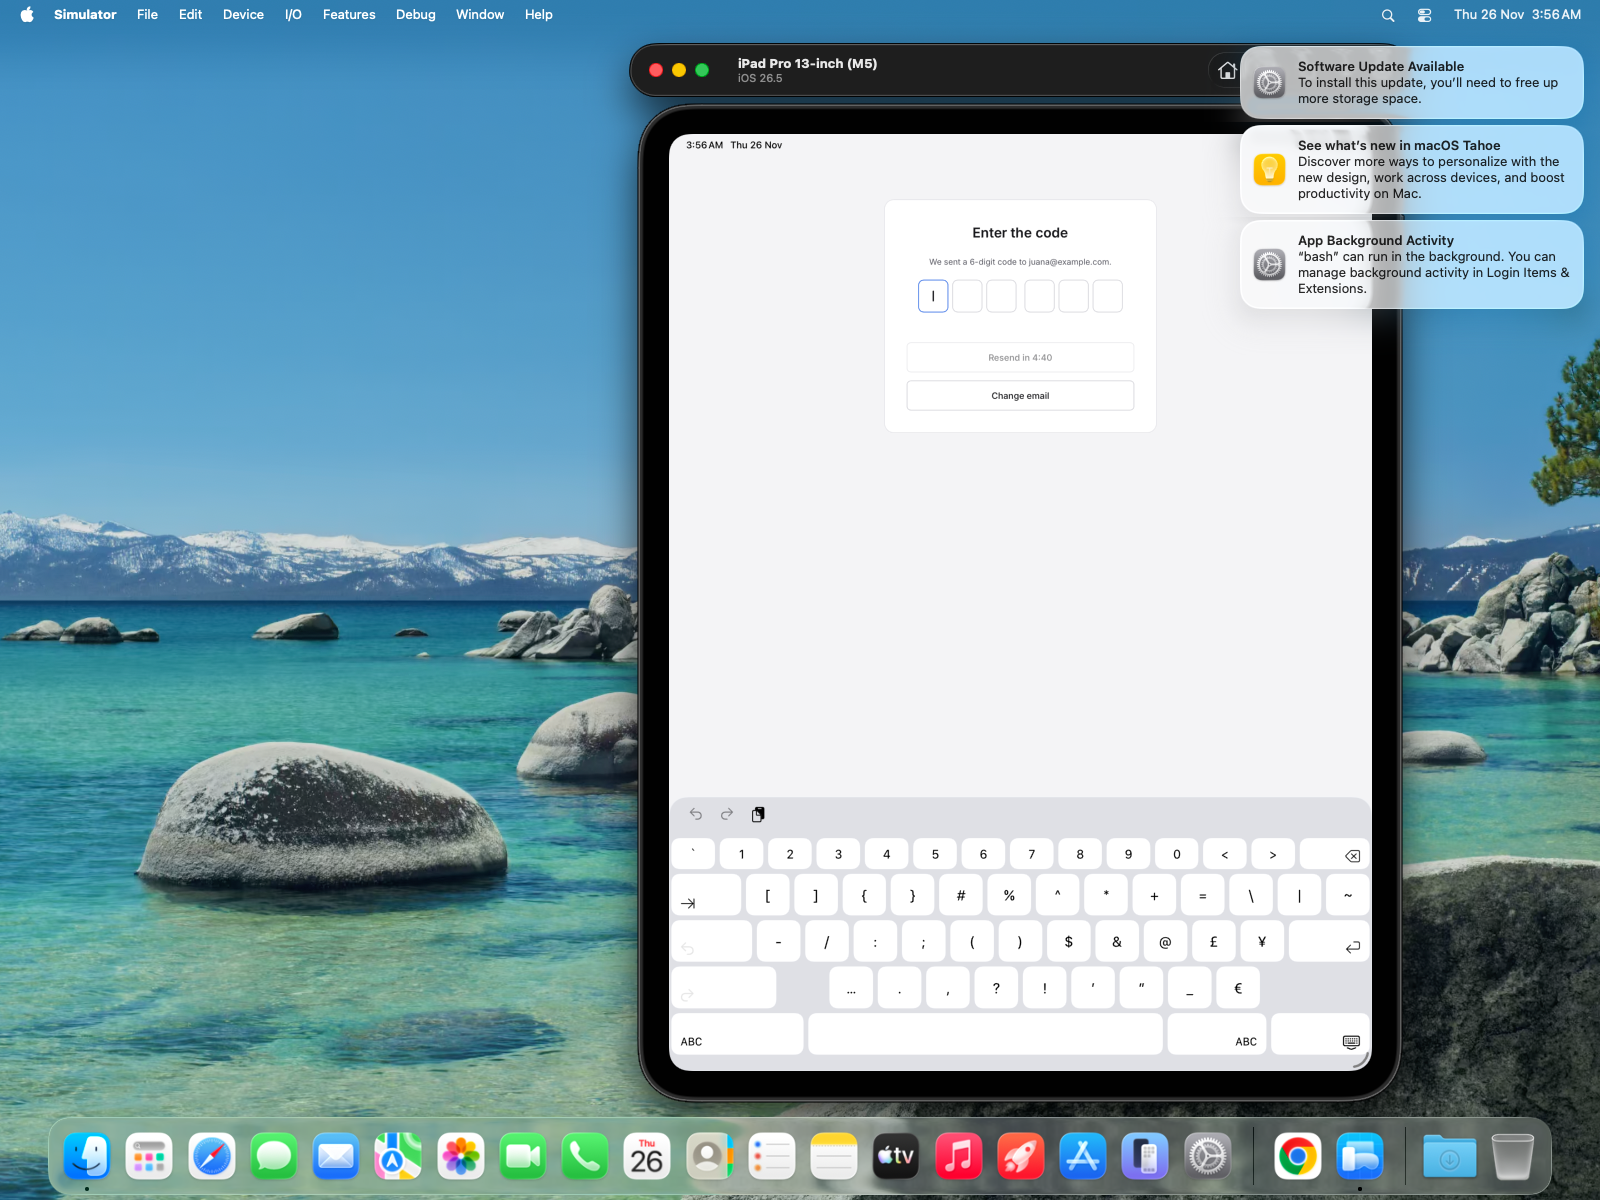 Simulator File Edit Device I/O Features Debug Window Help
Thu 26 Nov 3:56 AM
iPad Pro 13-inch (M5)
iOS 26.5
Software Update Available
To install this update, you'll need to free up
more storage space.
See what's new in macOS Tahoe
Discover more ways to personalize with the
new design, work across devices, and boost
productivity on Mac.
App Background Activity
“bash” can run in the background. You can
manage background activity in Login Items &
Extensions.
3:56 AM Thu 26 Nov
Enter the code
We sent a 6-digit code to juana@example.com.
Resend in 4:40
Change email
` 1 2 3 4 5 6 7 8 9 0 < >
[ ] { } # % ^ * + = \ | ~
- / : ; ( ) $ & @ £ ¥
... . , ? ! ' " _ €
ABC ABC
Thu
26
tv